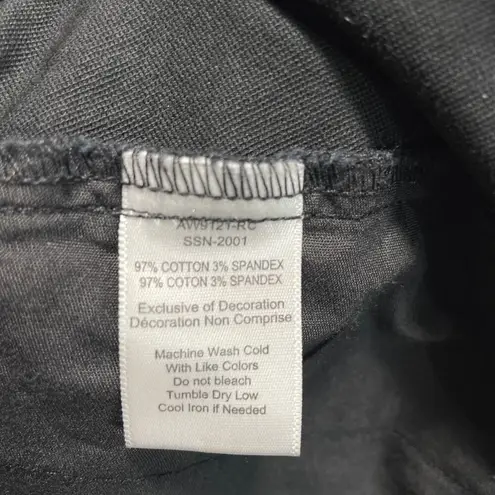 AW9121-RC
SSN-2001
97% COTTON 3% SPANDEX
97% COTON 3% SPANDEX
Exclusive of Decoration
Décoration Non Comprise
Machine Wash Cold
With Like Colors
Do not bleach
Tumble Dry Low
Cool Iron if Needed